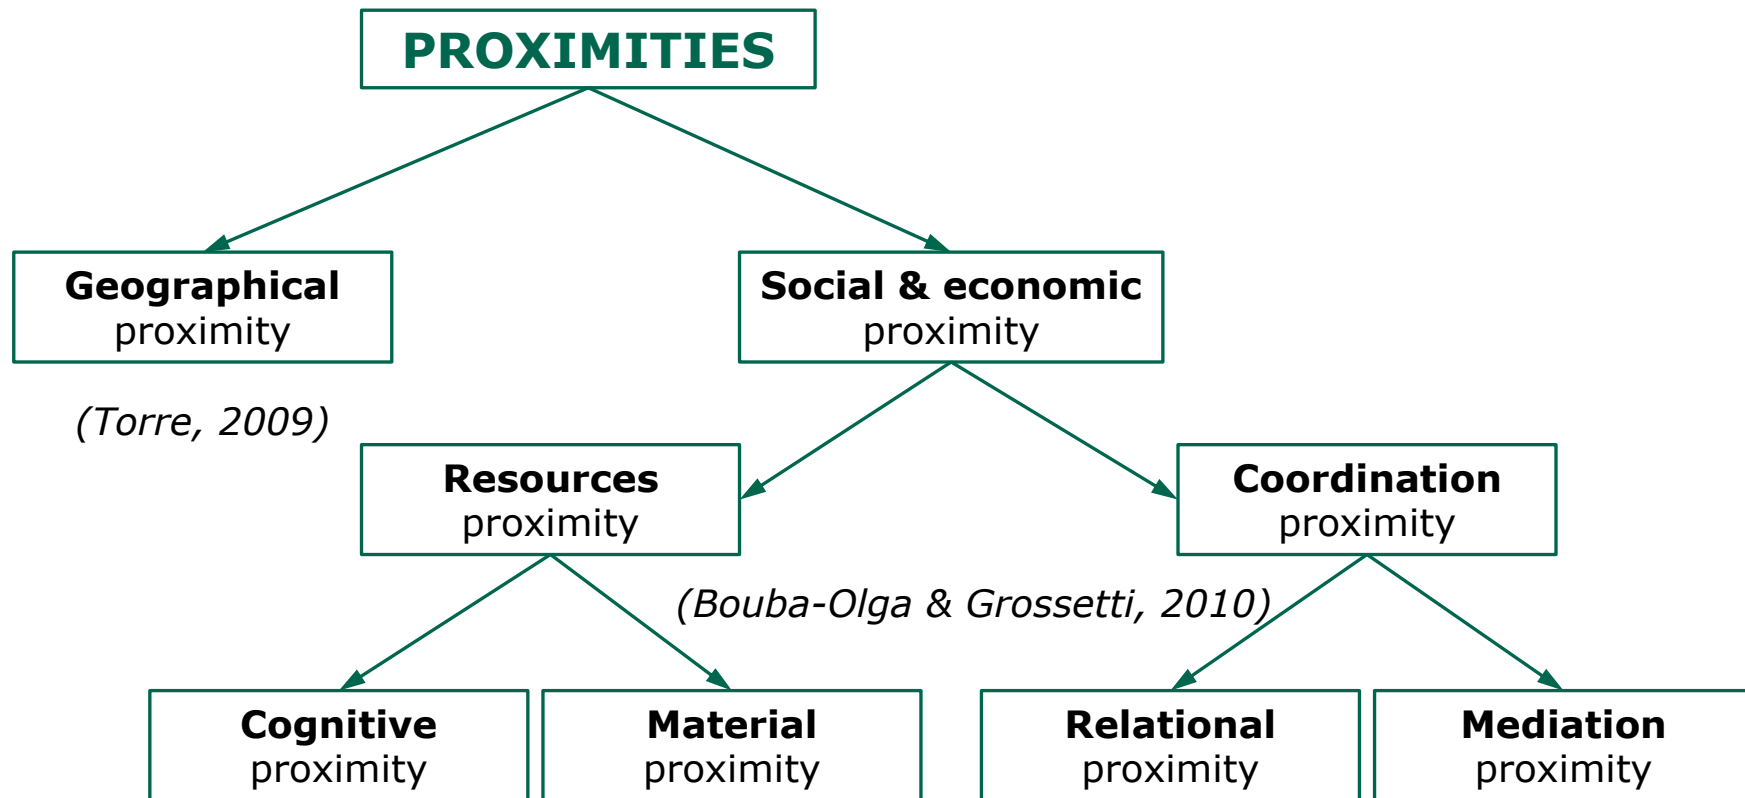 PROXIMITIES
Geographical
proximity
Social & economic
proximity
(Torre, 2009)
Resources
proximity
Coordination
proximity
(Bouba-Olga & Grossetti, 2010)
Cognitive
proximity
Material
proximity
Relational
proximity
Mediation
proximity